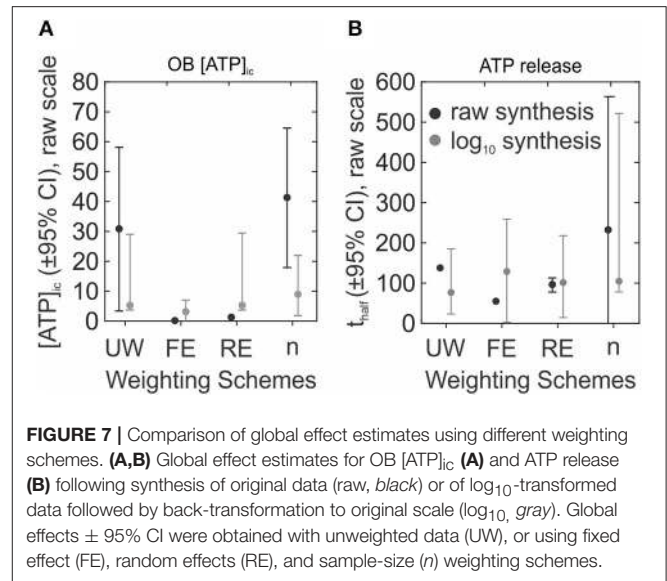 A
OB [ATP]ic
[ATP]ic (±95% CI), raw scale
80
70
60
50
40
30
20
10
0
UW FE RE n
Weighting Schemes
B
ATP release
t half (±95% CI), raw scale
600
500
400
300
200
100
0
raw synthesis
log10 synthesis
UW FE RE n
Weighting Schemes
FIGURE 7 | Comparison of global effect estimates using different weighting
schemes. (A,B) Global effect estimates for OB [ATP]ic (A) and ATP release
(B) following synthesis of original data (raw, black) or of log10-transformed
data followed by back-transformation to original scale (log10, gray). Global
effects ± 95% CI were obtained with unweighted data (UW), or using fixed
effect (FE), random effects (RE), and sample-size (n) weighting schemes.